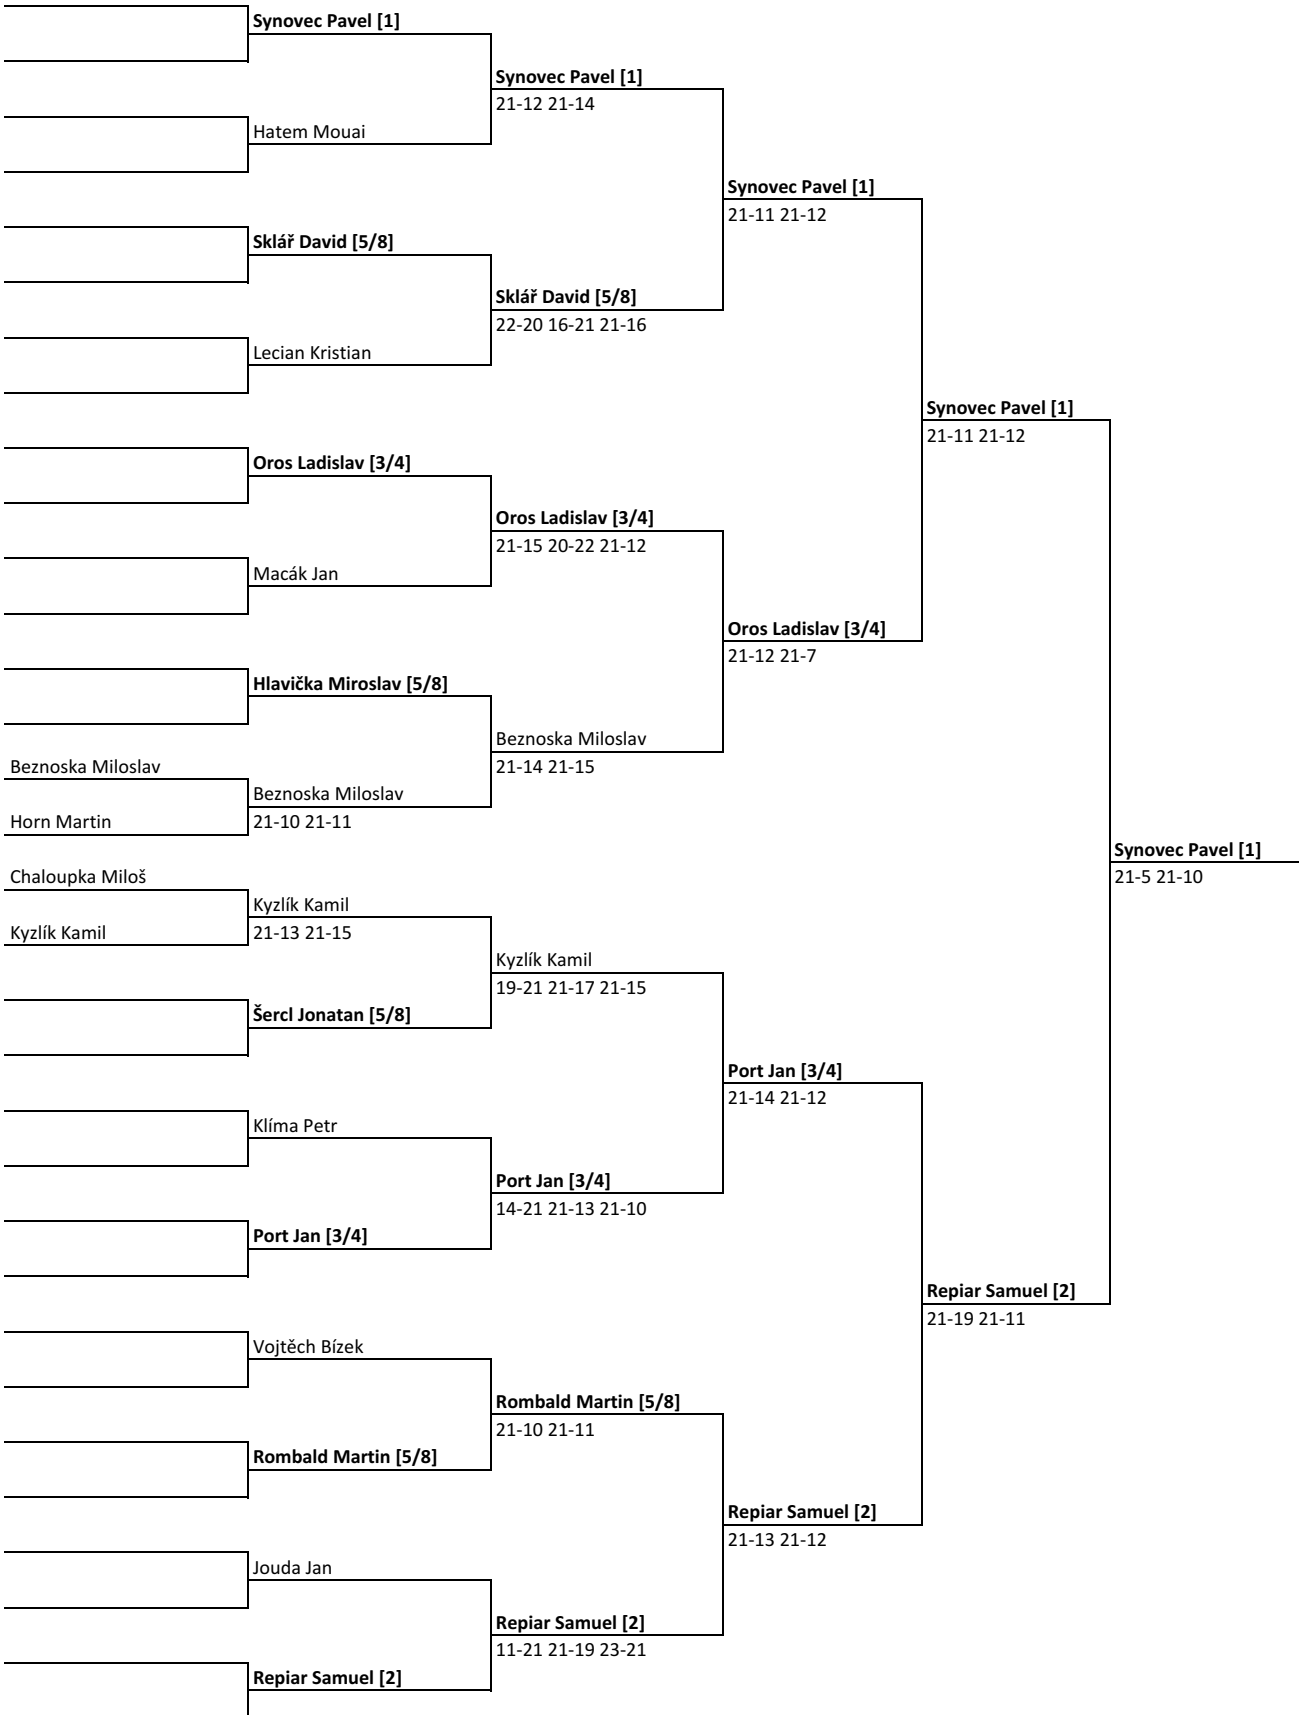 Synovec Pavel [1]
Synovec Pavel [1]
21-12 21-14
Hatem Mouai
Synovec Pavel [1]
21-11 21-12
Sklář David [5/8]
Sklář David [5/8]
22-20 16-21 21-16
Lecian Kristian
Synovec Pavel [1]
21-11 21-12
Oros Ladislav [3/4]
Oros Ladislav [3/4]
21-15 20-22 21-12
Macák Jan
Oros Ladislav [3/4]
21-12 21-7
Hlavička Miroslav [5/8]
Beznoska Miloslav
21-14 21-15
Beznoska Miloslav
Beznoska Miloslav
Horn Martin
21-10 21-11
Synovec Pavel [1]
21-5 21-10
Chaloupka Miloš
Kyzlík Kamil
Kyzlík Kamil
21-13 21-15
Kyzlík Kamil
19-21 21-17 21-15
Šercl Jonatan [5/8]
Port Jan [3/4]
21-14 21-12
Klíma Petr
Port Jan [3/4]
14-21 21-13 21-10
Port Jan [3/4]
Repiar Samuel [2]
21-19 21-11
Vojtěch Bízek
Rombald Martin [5/8]
21-10 21-11
Rombald Martin [5/8]
Repiar Samuel [2]
21-13 21-12
Jouda Jan
Repiar Samuel [2]
11-21 21-19 23-21
Repiar Samuel [2]